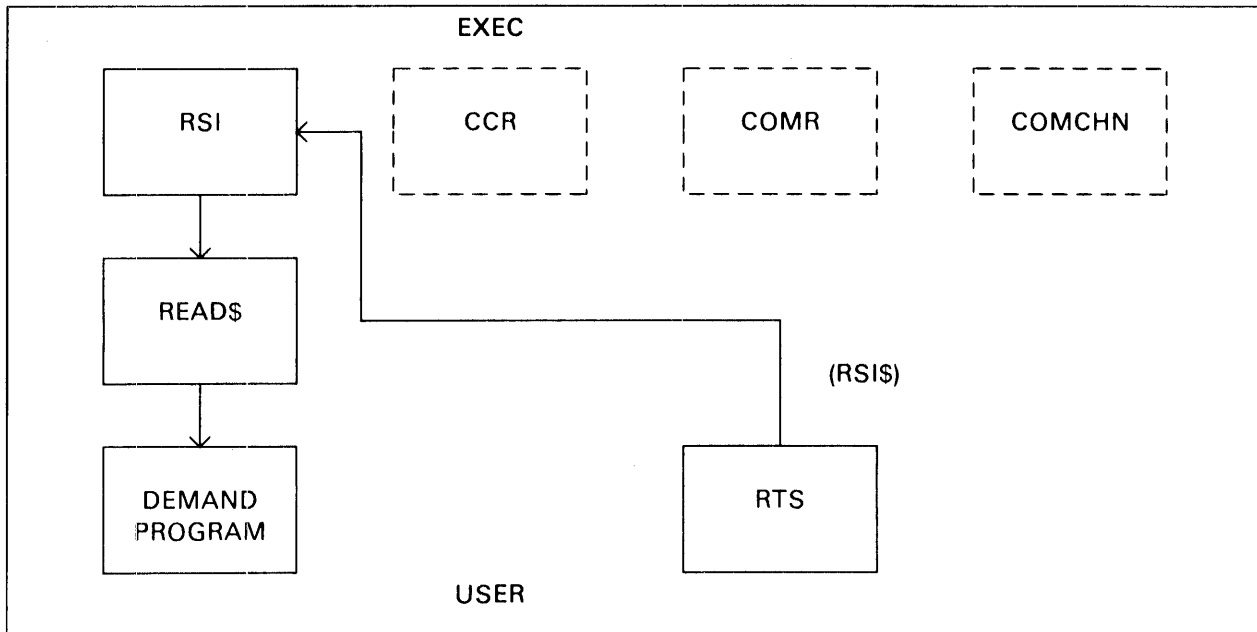 EXEC
RSI
CCR
COMR
COMCHN
READ$
(RSI$)
DEMAND
PROGRAM
RTS
USER